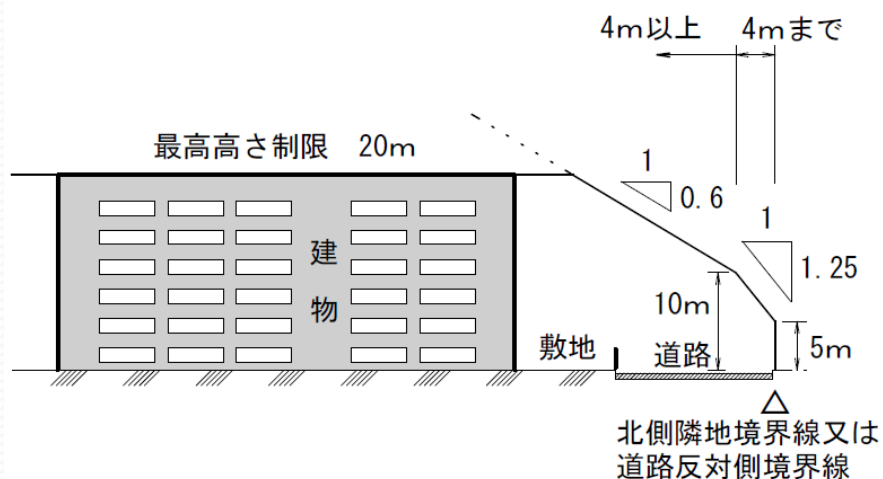 4m以上
4mまで
最高高さ制限 20m
1
0.6
1
1.25
建
物
10m
5m
敷地
道路
北側隣地境界線又は
道路反対側境界線